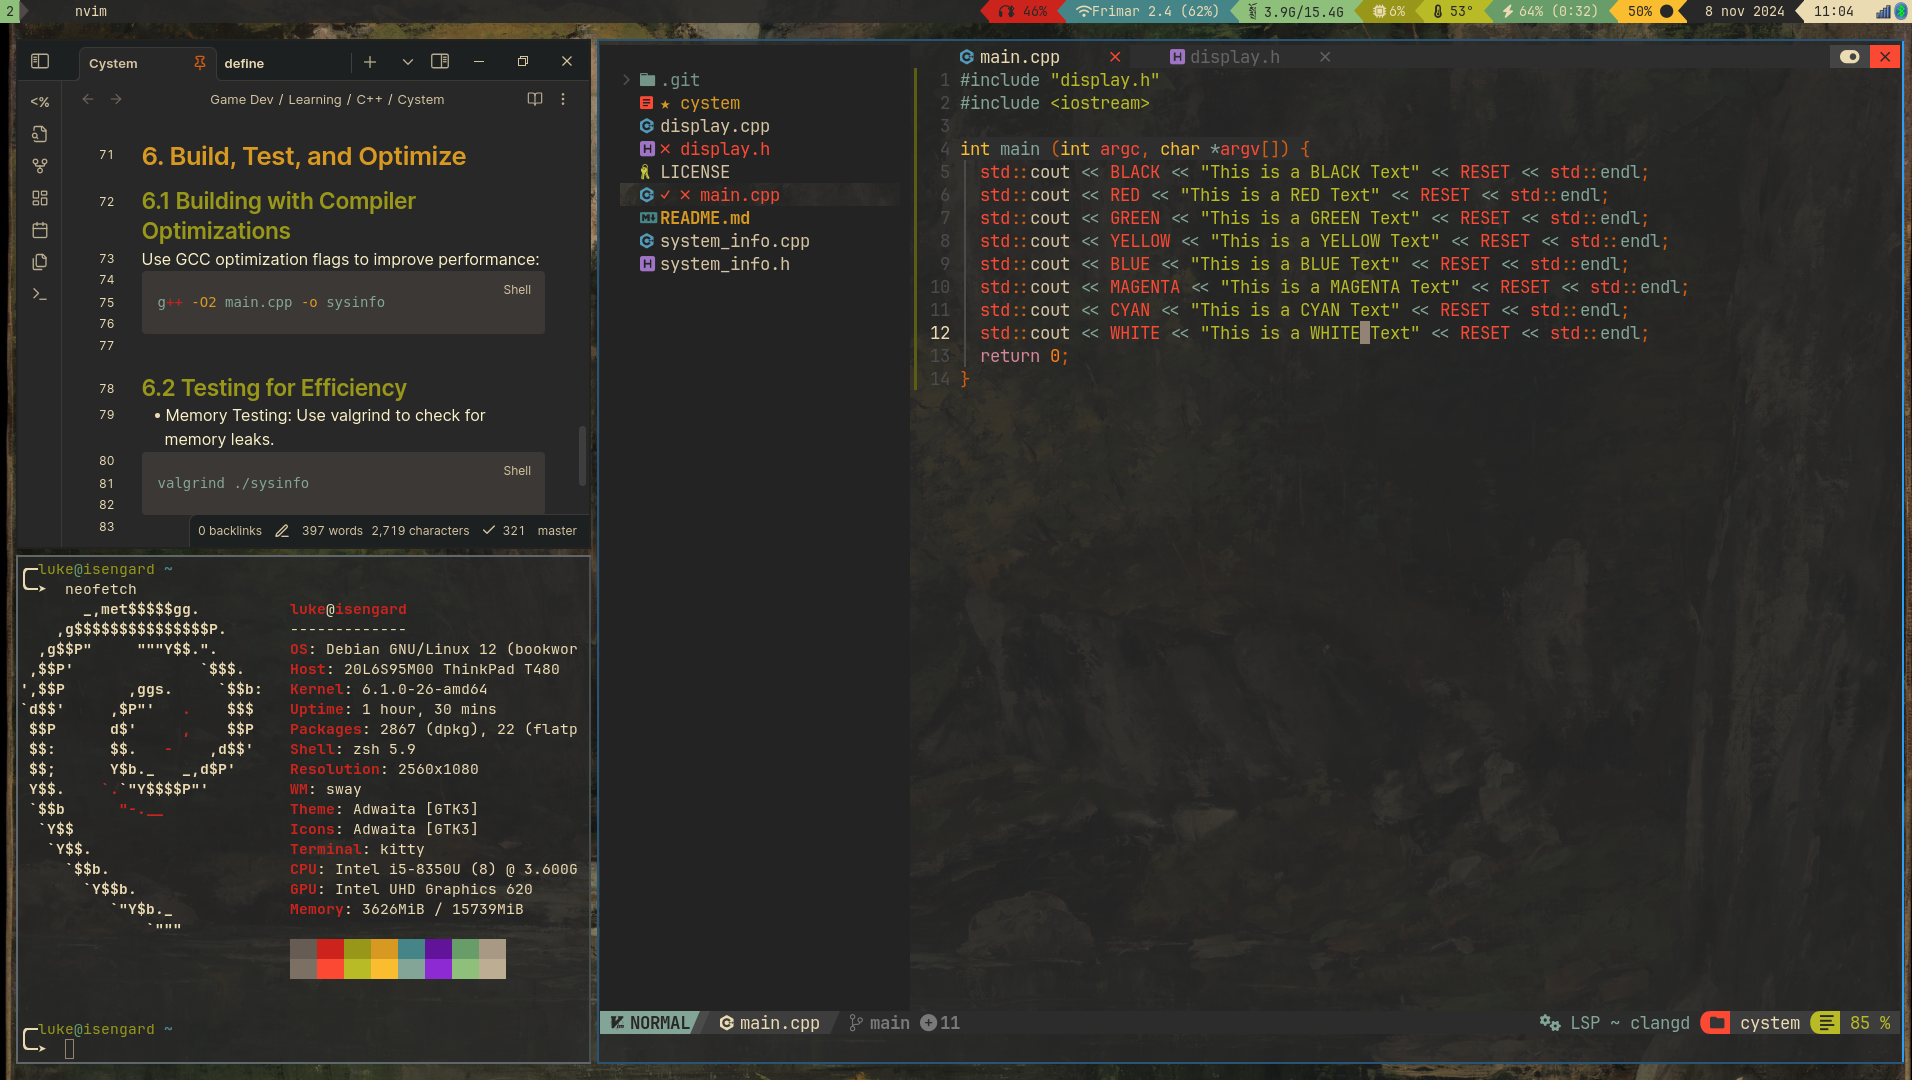 2 nvim 46% Frimar 2.4 (62%) 3.9G/15.4G 6% 53° 64% (0:32) 50% 8 nov 2024 11:04
Cystem define
Game Dev / Learning / C++ / Cystem
71 6. Build, Test, and Optimize
72 6.1 Building with Compiler
Optimizations
73 Use GCC optimization flags to improve performance:
74
Shell
75 g++ -O2 main.cpp -o sysinfo
76
77
78 6.2 Testing for Efficiency
79 • Memory Testing: Use valgrind to check for
memory leaks.
80
Shell
81 valgrind ./sysinfo
82
83
0 backlinks 397 words 2,719 characters 321 master
luke@isengard ~
neofetch
_,met$$$$$gg. luke@isengard
,g$$$$$$$$$$$$$$$P. -------------
,g$$P" """Y$$.". OS: Debian GNU/Linux 12 (bookwor
,$$P' `$$$. Host: 20L6S95M00 ThinkPad T480
',$$P ,ggs. `$$b: Kernel: 6.1.0-26-amd64
`d$$' ,$P"' . $$$ Uptime: 1 hour, 30 mins
$$P d$' , $$P Packages: 2867 (dpkg), 22 (flatp
$$: $$. - ,d$$' Shell: zsh 5.9
$$; Y$b._ _,d$P' Resolution: 2560x1080
Y$$. `.`"Y$$$$P"' WM: sway
`$$b "-.__ Theme: Adwaita [GTK3]
`Y$$ Icons: Adwaita [GTK3]
`Y$$. Terminal: kitty
`$$b. CPU: Intel i5-8350U (8) @ 3.600G
`Y$$b. GPU: Intel UHD Graphics 620
`"Y$b._ Memory: 3626MiB / 15739MiB
`"""
luke@isengard ~
.git
★ cystem
display.cpp
H × display.h
LICENSE
✓ × main.cpp
README.md
system_info.cpp
H system_info.h
main.cpp × H display.h ×
1 #include "display.h"
2 #include <iostream>
3
4 int main (int argc, char *argv[]) {
5 std::cout << BLACK << "This is a BLACK Text" << RESET << std::endl;
6 std::cout << RED << "This is a RED Text" << RESET << std::endl;
7 std::cout << GREEN << "This is a GREEN Text" << RESET << std::endl;
8 std::cout << YELLOW << "This is a YELLOW Text" << RESET << std::endl;
9 std::cout << BLUE << "This is a BLUE Text" << RESET << std::endl;
10 std::cout << MAGENTA << "This is a MAGENTA Text" << RESET << std::endl;
11 std::cout << CYAN << "This is a CYAN Text" << RESET << std::endl;
12 std::cout << WHITE << "This is a WHITE Text" << RESET << std::endl;
13 return 0;
14 }
NORMAL main.cpp main 11 LSP ~ clangd cystem 85 %